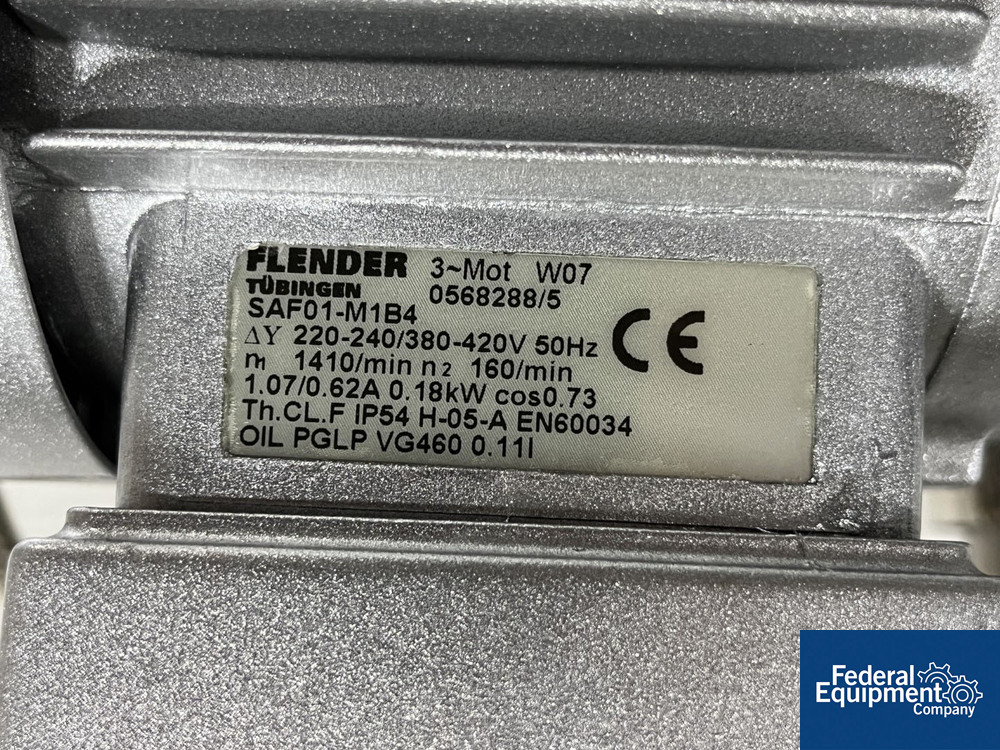 FLENDER 3~Mot W07
TÜBINGEN 0568288/5
SAF01-M1B4
ΔY 220-240/380-420V 50Hz CE
n1 1410/min n2 160/min
1.07/0.62A 0.18kW cos0.73
Th.CL.F IP54 H-05-A EN60034
OIL PGLP VG460 0.11l
Federal
Equipment
Company